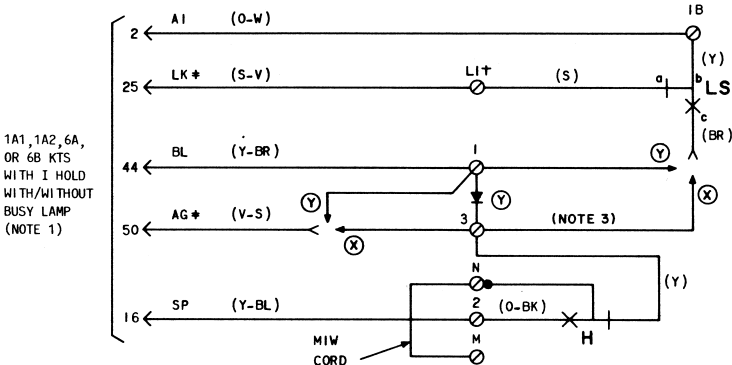 1B
2 A1 (O-W)
(Y)
25 LK* (S-V) L1† (S) a b LS
c
(BR)
1A1,1A2,6A,
OR 6B KTS
WITH I HOLD
WITH/WITHOUT
BUSY LAMP
(NOTE 1)
44 BL (Y-BR) 1 Y
Y Y X
50 AG* (V-S) X 3 (NOTE 3)
N (Y)
16 SP (Y-BL) 2 (O-BK)
H
MIW
CORD
M